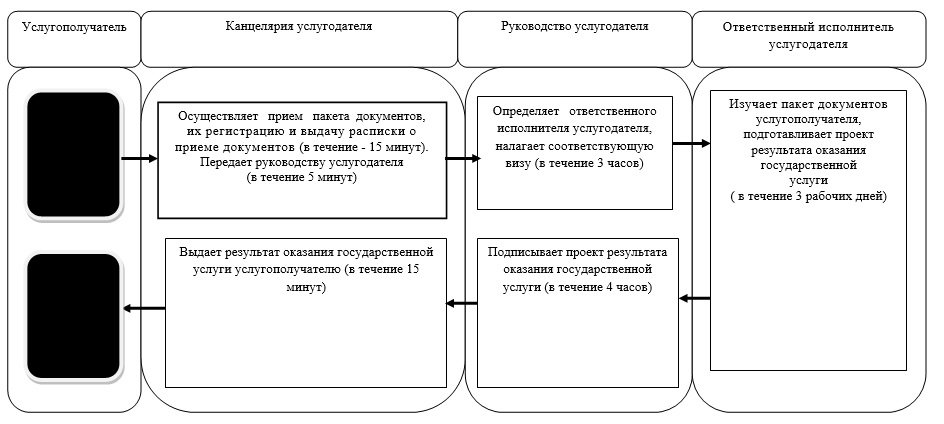 Услугополучатель
Канцелярия услугодателя
Руководство услугодателя
Ответственный исполнитель
услугодателя
Осуществляет прием пакета документов,
их регистрацию и выдачу расписки о
приеме документов (в течение - 15 минут).
Передает руководству услугодателя
(в течение 5 минут)
Определяет ответственного
исполнителя услугодателя,
налагает соответствующую
визу (в течение 3 часов)
Изучает пакет документов
услугополучателя,
подготавливает проект
результата оказания
государственной
услуги
( в течение 3 рабочих дней)
Выдает результат оказания государственной
услуги услугополучателю (в течение 15
минут)
Подписывает проект результата
оказания государственной
услуги (в течение 4 часов)